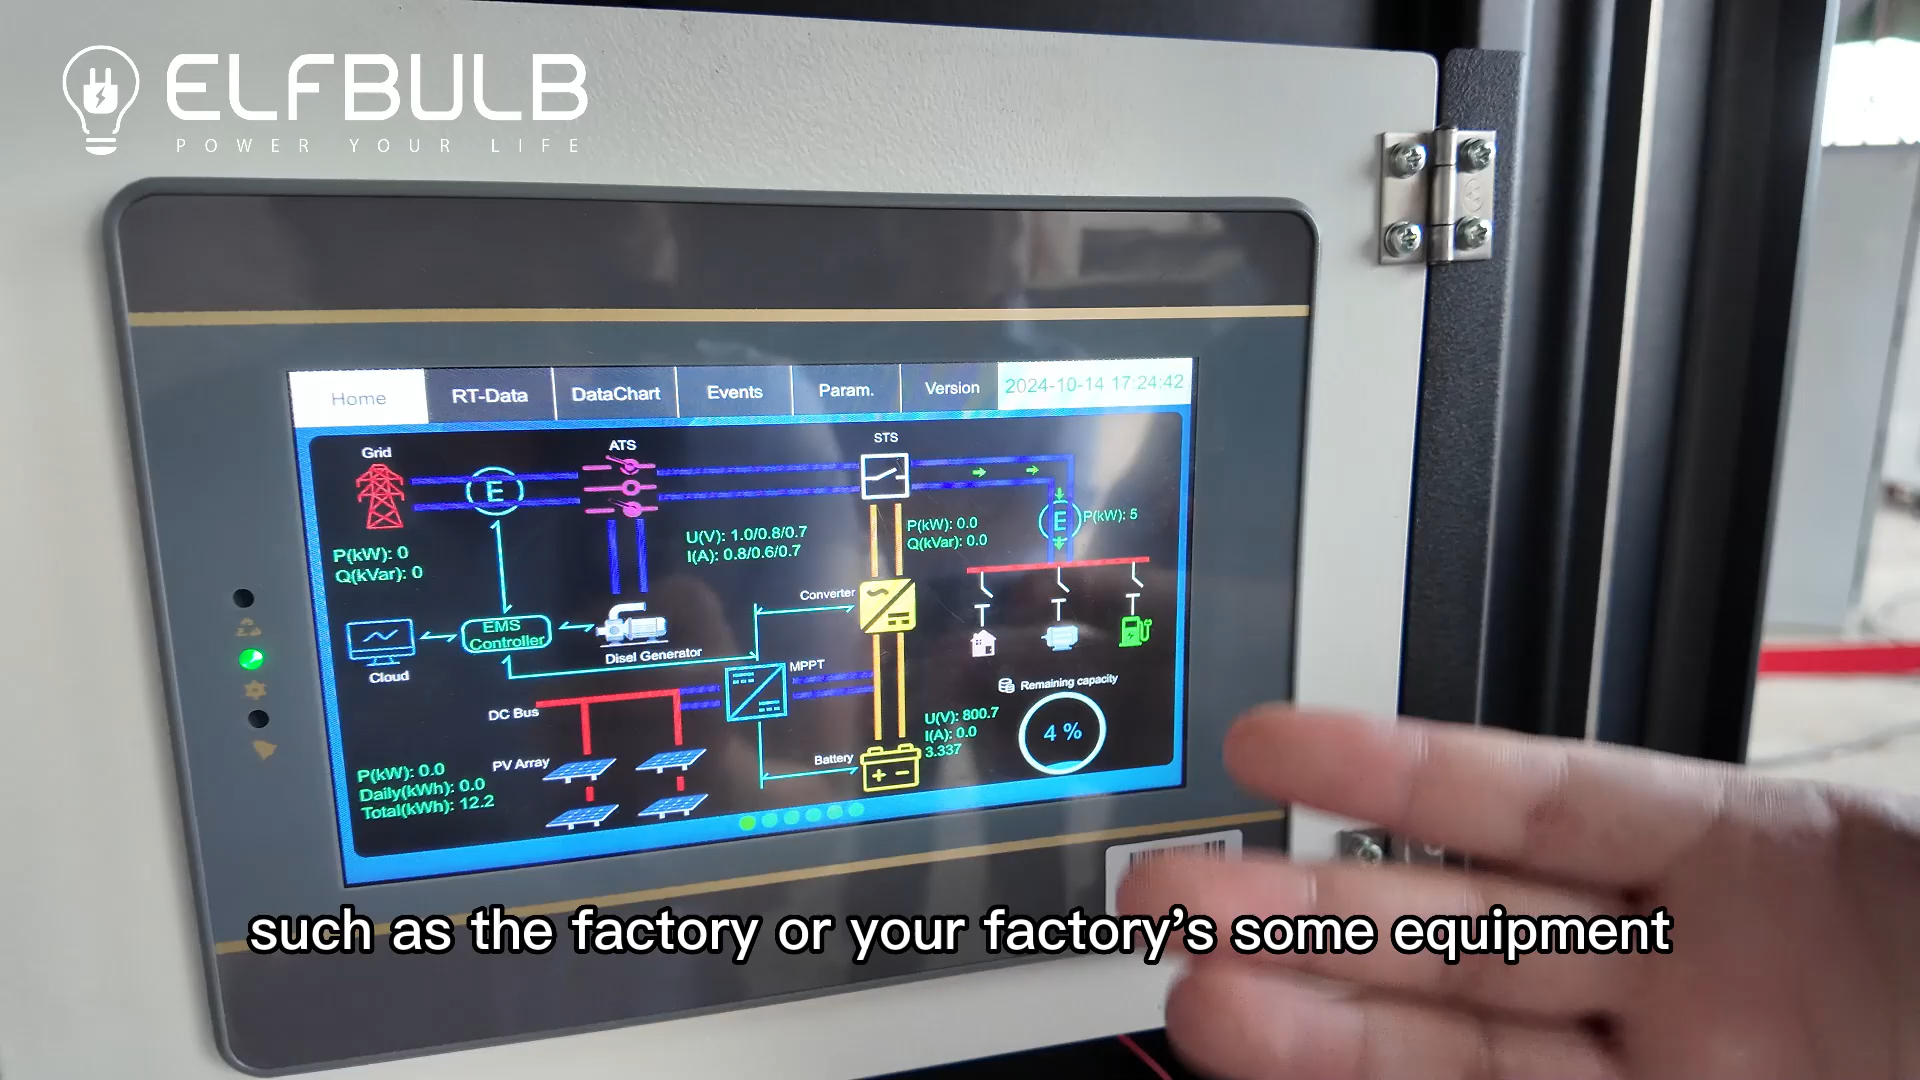 ELFBULB
POWER YOUR LIFE
Home
RT-Data
DataChart
Events
Param.
Version
2024-10-14 17:24:42
Grid
ATS
STS
E
E
P(kW): 5
U(V): 1.0/0.8/0.7
I(A): 0.8/0.6/0.7
P(kW): 0.0
Q(kVar): 0.0
P(kW): 0
Q(kVar): 0
Converter
EMS
Controller
Disel Generator
Cloud
MPPT
DC Bus
Remaining capacity
4 %
U(V): 800.7
I(A): 0.0
3.337
Battery
PV Array
P(kW): 0.0
Daily(kWh): 0.0
Total(kWh): 12.2
such as the factory or your factory's some equipment